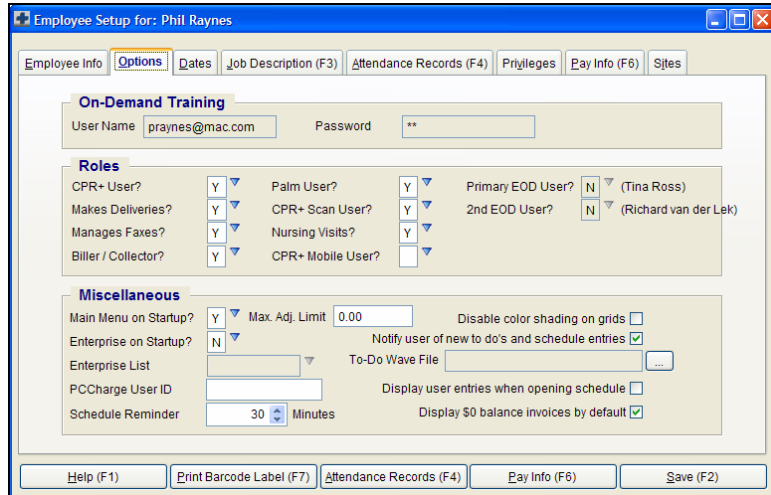 Employee Setup for: Phil Raynes
Employee Info Options Dates Job Description (F3) Attendance Records (F4) Privileges Pay Info (F6) Sites
On-Demand Training
User Name praynes@mac.com Password **
Roles
CPR+ User? Y Palm User? Y Primary EOD User? N (Tina Ross)
Makes Deliveries? Y CPR+ Scan User? Y 2nd EOD User? N (Richard van der Lek)
Manages Faxes? Y Nursing Visits? Y
Biller / Collector? Y CPR+ Mobile User?
Miscellaneous
Main Menu on Startup? Y Max. Adj. Limit 0.00 Disable color shading on grids
Enterprise on Startup? N Notify user of new to do's and schedule entries
Enterprise List To-Do Wave File ...
PCCharge User ID Display user entries when opening schedule
Schedule Reminder 30 Minutes Display $0 balance invoices by default
Help (F1) Print Barcode Label (F7) Attendance Records (F4) Pay Info (F6) Save (F2)